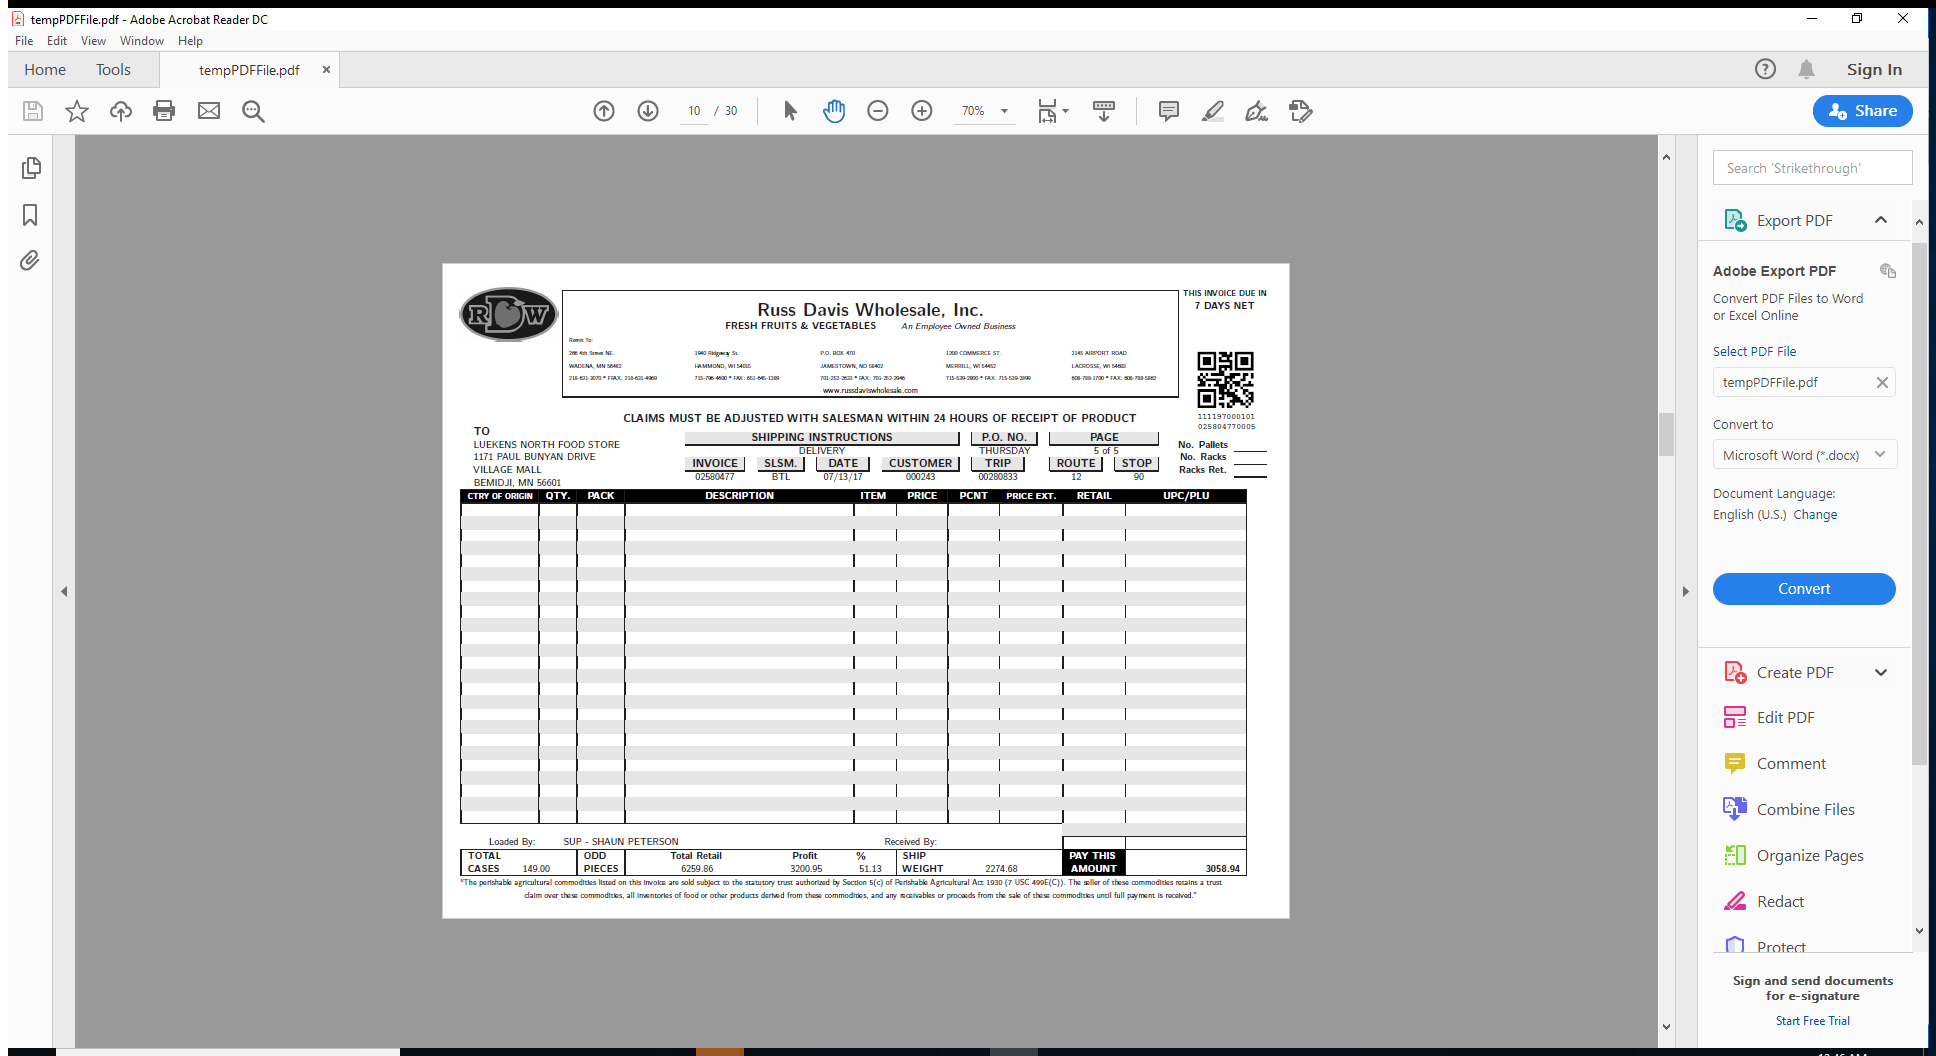 tempPDFFile.pdf - Adobe Acrobat Reader DC
File Edit View Window Help
Home Tools tempPDFFile.pdf × Sign In
10 / 30 70% Share
Search 'Strikethrough'
Export PDF
Adobe Export PDF
Convert PDF Files to Word
or Excel Online
Select PDF File
tempPDFFile.pdf
Convert to
Microsoft Word (*.docx)
Document Language:
English (U.S.) Change
Convert
Create PDF
Edit PDF
Comment
Combine Files
Organize Pages
Redact
Protect
Sign and send documents
for e-signature
Start Free Trial
RDW
Russ Davis Wholesale, Inc.
FRESH FRUITS & VEGETABLES An Employee Owned Business
THIS INVOICE DUE IN
7 DAYS NET
Remit To:
266 4th Street NE. 1940 Ridgeway St. P.O. BOX 470 1200 COMMERCE ST. 3145 AIRPORT ROAD
WADENA, MN 56482 HAMMOND, WI 54015 JAMESTOWN, ND 58402 MERRILL, WI 54452 LACROSSE, WI 54603
218-631-3070 * FFAX: 218-631-4969 715-796-4600 * FAX: 651-645-1389 701-252-2633 * FAX: 701-252-2946 715-539-2800 * FAX: 715-539-2899 608-788-1700 * FAX: 608-788-5862
www.russdaviswholesale.com
111197000101
025804770005
CLAIMS MUST BE ADJUSTED WITH SALESMAN WITHIN 24 HOURS OF RECEIPT OF PRODUCT
TO
LUEKENS NORTH FOOD STORE
1171 PAUL BUNYAN DRIVE
VILLAGE MALL
BEMIDJI, MN 56601
SHIPPING INSTRUCTIONS P.O. NO. PAGE
DELIVERY THURSDAY 5 of 5
INVOICE SLSM. DATE CUSTOMER TRIP ROUTE STOP
02580477 BTL 07/13/17 000243 00280833 12 90
No. Pallets
No. Racks
Racks Ret.
CTRY OF ORIGIN QTY. PACK DESCRIPTION ITEM PRICE PCNT PRICE EXT. RETAIL UPC/PLU
Loaded By: SUP - SHAUN PETERSON Received By:
TOTAL ODD Total Retail Profit % SHIP PAY THIS
CASES 149.00 PIECES 6259.86 3200.95 51.13 WEIGHT 2274.68 AMOUNT 3058.94
"The perishable agricultural commodities listed on this invoice are sold subject to the statutory trust authorized by Section 5(c) of Perishable Agricultural Act 1930 (7 USC 499E(C)). The seller of these commodities retains a trust
claim over these commodities, all inventories of food or other products derived from these commodities, and any receivables or proceeds from the sale of these commodities until full payment is received."